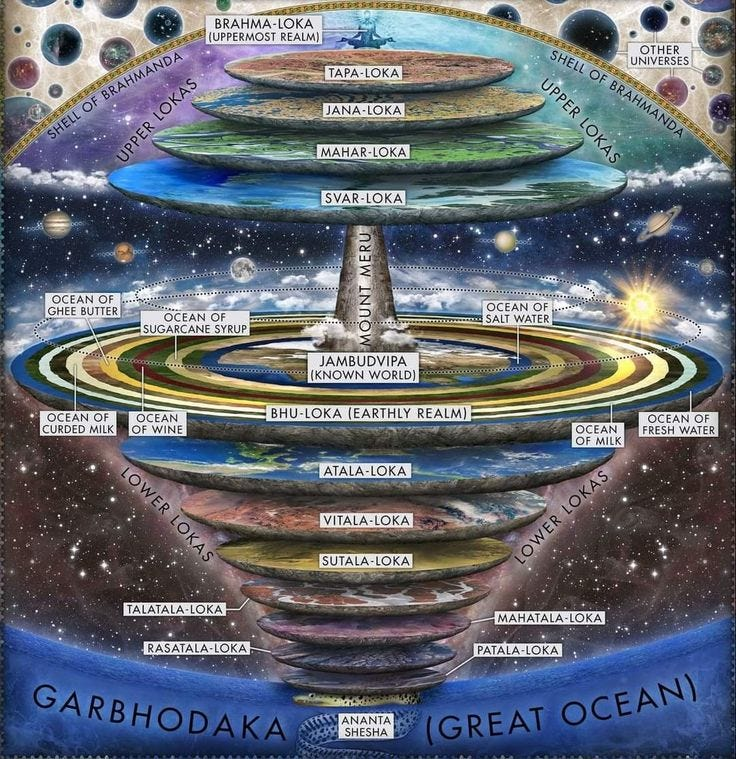 BRAHMA-LOKA
(UPPERMOST REALM)
OTHER
UNIVERSES
SHELL OF BRAHMANDA
SHELL OF BRAHMANDA
TAPA-LOKA
UPPER LOKAS
UPPER LOKAS
JANA-LOKA
MAHAR-LOKA
SVAR-LOKA
MOUNT MERU
OCEAN OF
GHEE BUTTER
OCEAN OF
SUGARCANE SYRUP
OCEAN OF
SALT WATER
JAMBUDVIPA
(KNOWN WORLD)
OCEAN OF
CURDED MILK
OCEAN
OF WINE
BHU-LOKA (EARTHLY REALM)
OCEAN
OF MILK
OCEAN OF
FRESH WATER
LOWER LOKAS
LOWER LOKAS
ATALA-LOKA
VITALA-LOKA
SUTALA-LOKA
TALATALA-LOKA
MAHATALA-LOKA
RASATALA-LOKA
PATALA-LOKA
GARBHODAKA (GREAT OCEAN)
ANANTA
SHESHA